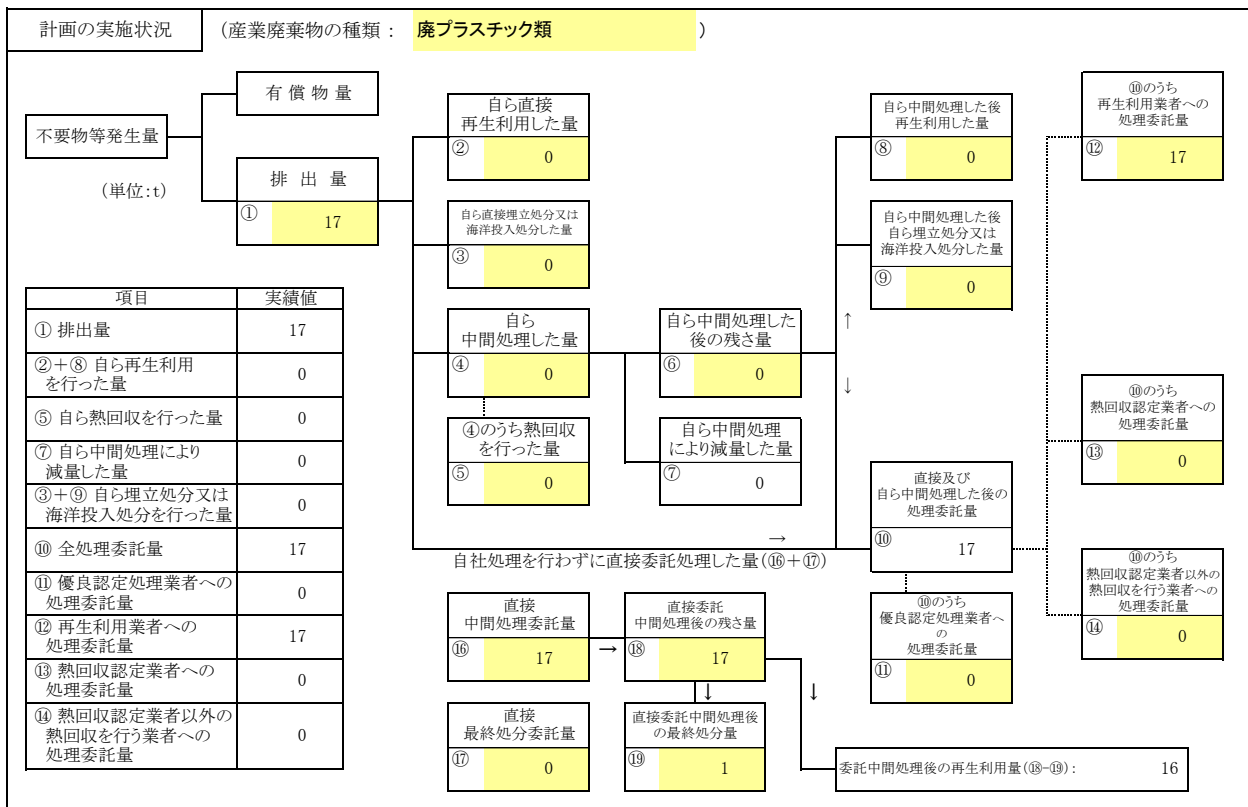 計画の実施状況
(産業廃棄物の種類： 廃プラスチック類 )
不要物等発生量
(単位:t)
有償物量
排出量
① 17
自ら直接
再生利用した量
② 0
自ら直接埋立処分又は
海洋投入処分した量
③ 0
自ら
中間処理した量
④ 0
④のうち熱回収
を行った量
⑤ 0
自ら中間処理した
後の残さ量
⑥ 0
自ら中間処理
により減量した量
⑦ 0
自ら中間処理した後
再生利用した量
⑧ 0
自ら中間処理した後
自ら埋立処分又は
海洋投入処分した量
⑨ 0
↑
↓
→
自社処理を行わずに直接委託処理した量(⑯＋⑰)
直接及び
自ら中間処理した後の
処理委託量
⑩ 17
⑩のうち
優良認定処理業者へ
の
処理委託量
⑪ 0
⑩のうち
再生利用業者への
処理委託量
⑫ 17
⑩のうち
熱回収認定業者への
処理委託量
⑬ 0
⑩のうち
熱回収認定業者以外の
熱回収を行う業者への
処理委託量
⑭ 0
直接
中間処理委託量
⑯ 17
→
直接委託
中間処理後の残さ量
⑱ 17
↓
↓
直接
最終処分委託量
⑰ 0
直接委託中間処理後
の最終処分量
⑲ 1
委託中間処理後の再生利用量(⑱-⑲)： 16
項目 実績値
① 排出量 17
②＋⑧ 自ら再生利用
を行った量 0
⑤ 自ら熱回収を行った量 0
⑦ 自ら中間処理により
減量した量 0
③＋⑨ 自ら埋立処分又は
海洋投入処分を行った量 0
⑩ 全処理委託量 17
⑪ 優良認定処理業者への
処理委託量 0
⑫ 再生利用業者への
処理委託量 17
⑬ 熱回収認定業者への
処理委託量 0
⑭ 熱回収認定業者以外の
熱回収を行う業者への
処理委託量 0